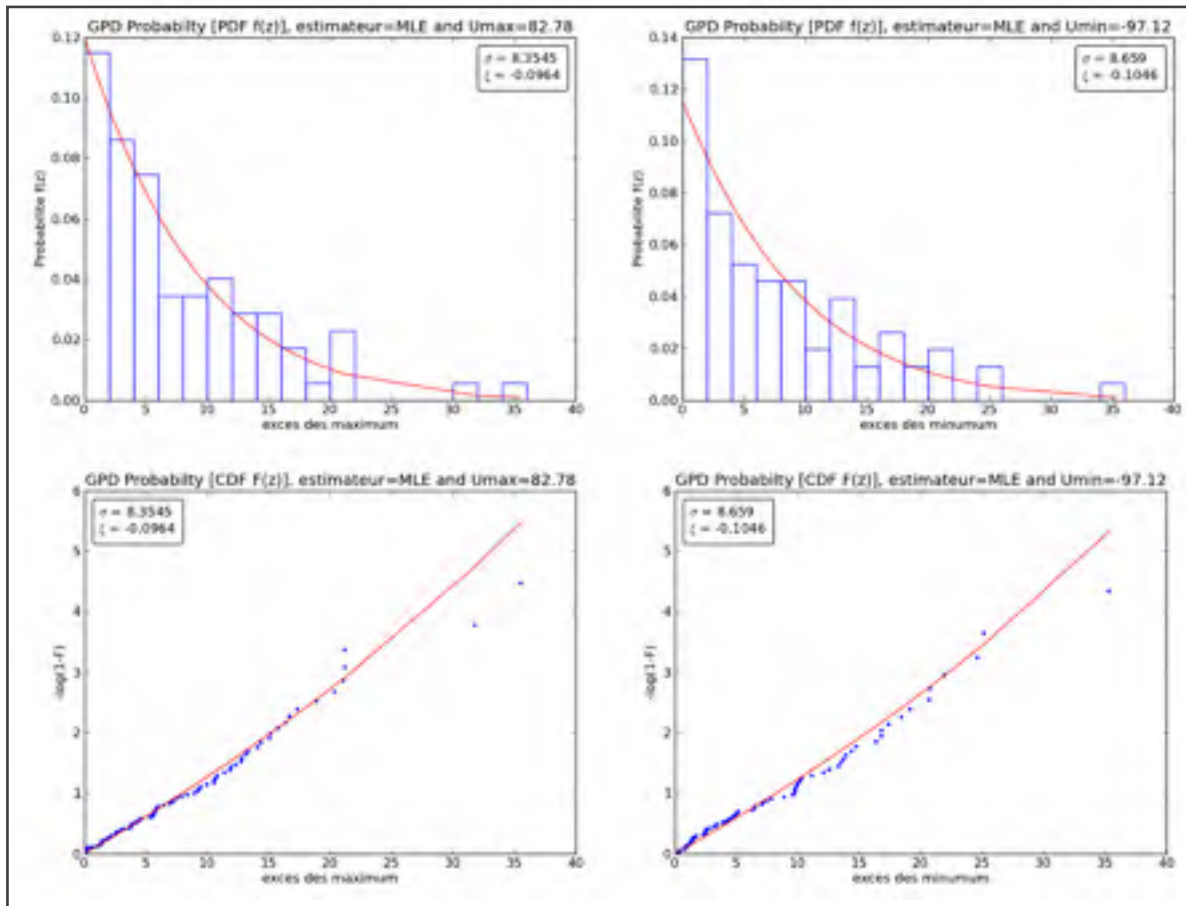 GPD Probabilty [PDF f(z)], estimateur=MLE and Umax=82.78
σ = 8.3545
ζ = -0.0964
0.12
0.10
0.08
0.06
0.04
0.02
0.00
Probabilite f(z)
0 5 10 15 20 25 30 35 40
exces des maximum
GPD Probabilty [PDF f(z)], estimateur=MLE and Umin=-97.12
σ = 8.659
ζ = -0.1046
0.14
0.12
0.10
0.08
0.06
0.04
0.02
0.00
Probabilite f(z)
0 5 10 15 20 25 30 35 40
exces des minumum
GPD Probabilty [CDF F(z)], estimateur=MLE and Umax=82.78
σ = 8.3545
ζ = -0.0964
6
5
4
3
2
1
0
-log(1-F)
0 5 10 15 20 25 30 35 40
exces des maximum
GPD Probabilty [CDF F(z)], estimateur=MLE and Umin=-97.12
σ = 8.659
ζ = -0.1046
6
5
4
3
2
1
0
-log(1-F)
0 5 10 15 20 25 30 35 40
exces des minumum